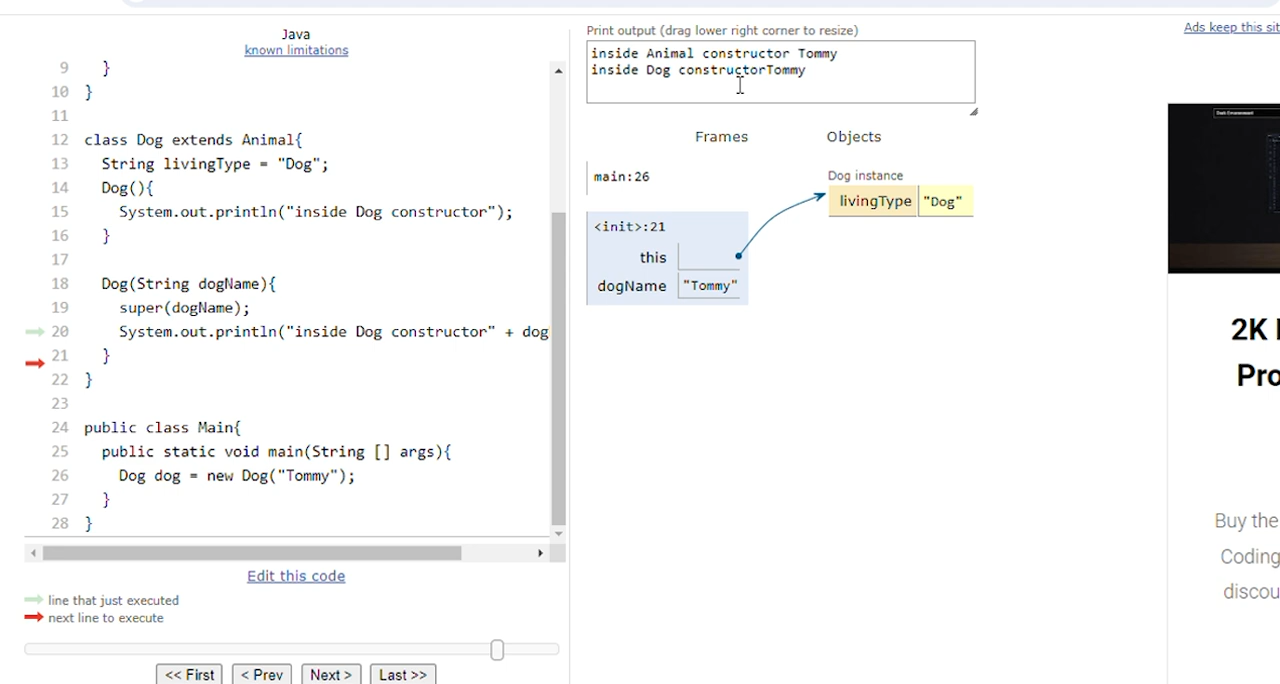 Java
known limitations
9 }
10 }
11
12 class Dog extends Animal{
13 String livingType = "Dog";
14 Dog(){
15 System.out.println("inside Dog constructor");
16 }
17
18 Dog(String dogName){
19 super(dogName);
20 System.out.println("inside Dog constructor" + dog
21 }
22 }
23
24 public class Main{
25 public static void main(String [] args){
26 Dog dog = new Dog("Tommy");
27 }
28 }
Edit this code
line that just executed
next line to execute
<< First < Prev Next > Last >>
Print output (drag lower right corner to resize)
inside Animal constructor Tommy
inside Dog constructorTommy
Frames Objects
main:26
<init>:21
this
dogName "Tommy"
Dog instance
livingType "Dog"
Ads keep this sit
2K
Pro
Buy the
Coding
discou